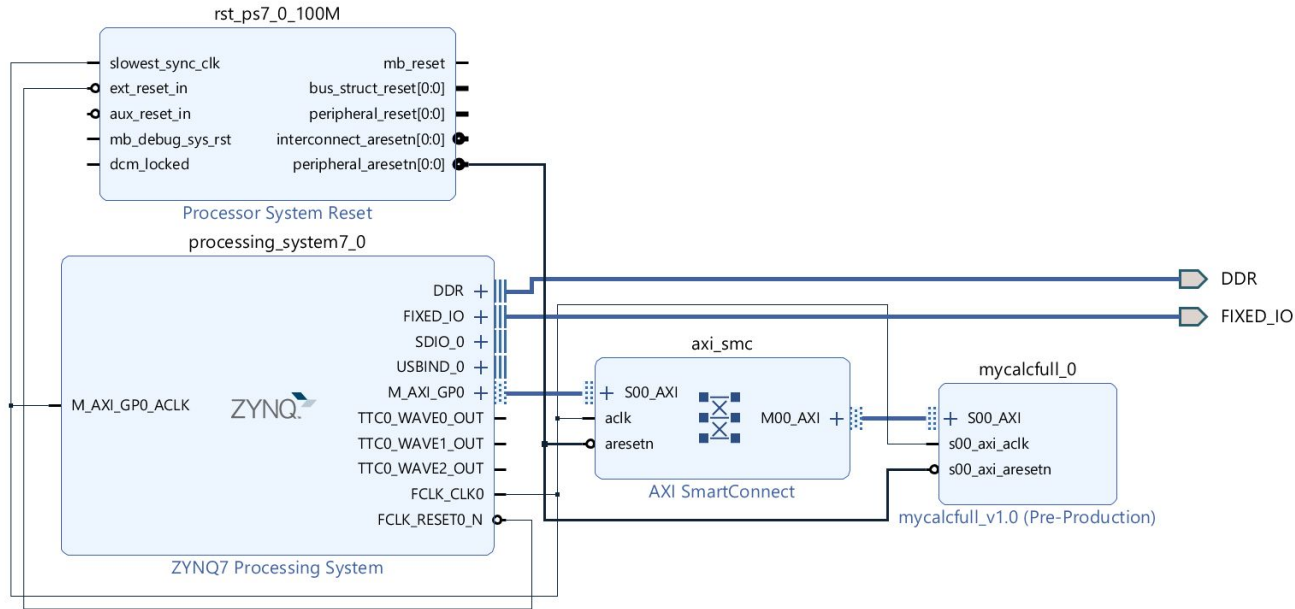 rst_ps7_0_100M
slowest_sync_clk
mb_reset
ext_reset_in
bus_struct_reset[0:0]
aux_reset_in
peripheral_reset[0:0]
mb_debug_sys_rst
interconnect_aresetn[0:0]
dcm_locked
peripheral_aresetn[0:0]
Processor System Reset
processing_system7_0
DDR
FIXED_IO
SDIO_0
USBIND_0
M_AXI_GP0
M_AXI_GP0_ACLK
ZYNQ
TTC0_WAVE0_OUT
TTC0_WAVE1_OUT
TTC0_WAVE2_OUT
FCLK_CLK0
FCLK_RESET0_N
ZYNQ7 Processing System
DDR
FIXED_IO
axi_smc
S00_AXI
aclk
M00_AXI
aresetn
AXI SmartConnect
mycalcfull_0
S00_AXI
s00_axi_aclk
s00_axi_aresetn
mycalcfull_v1.0 (Pre-Production)